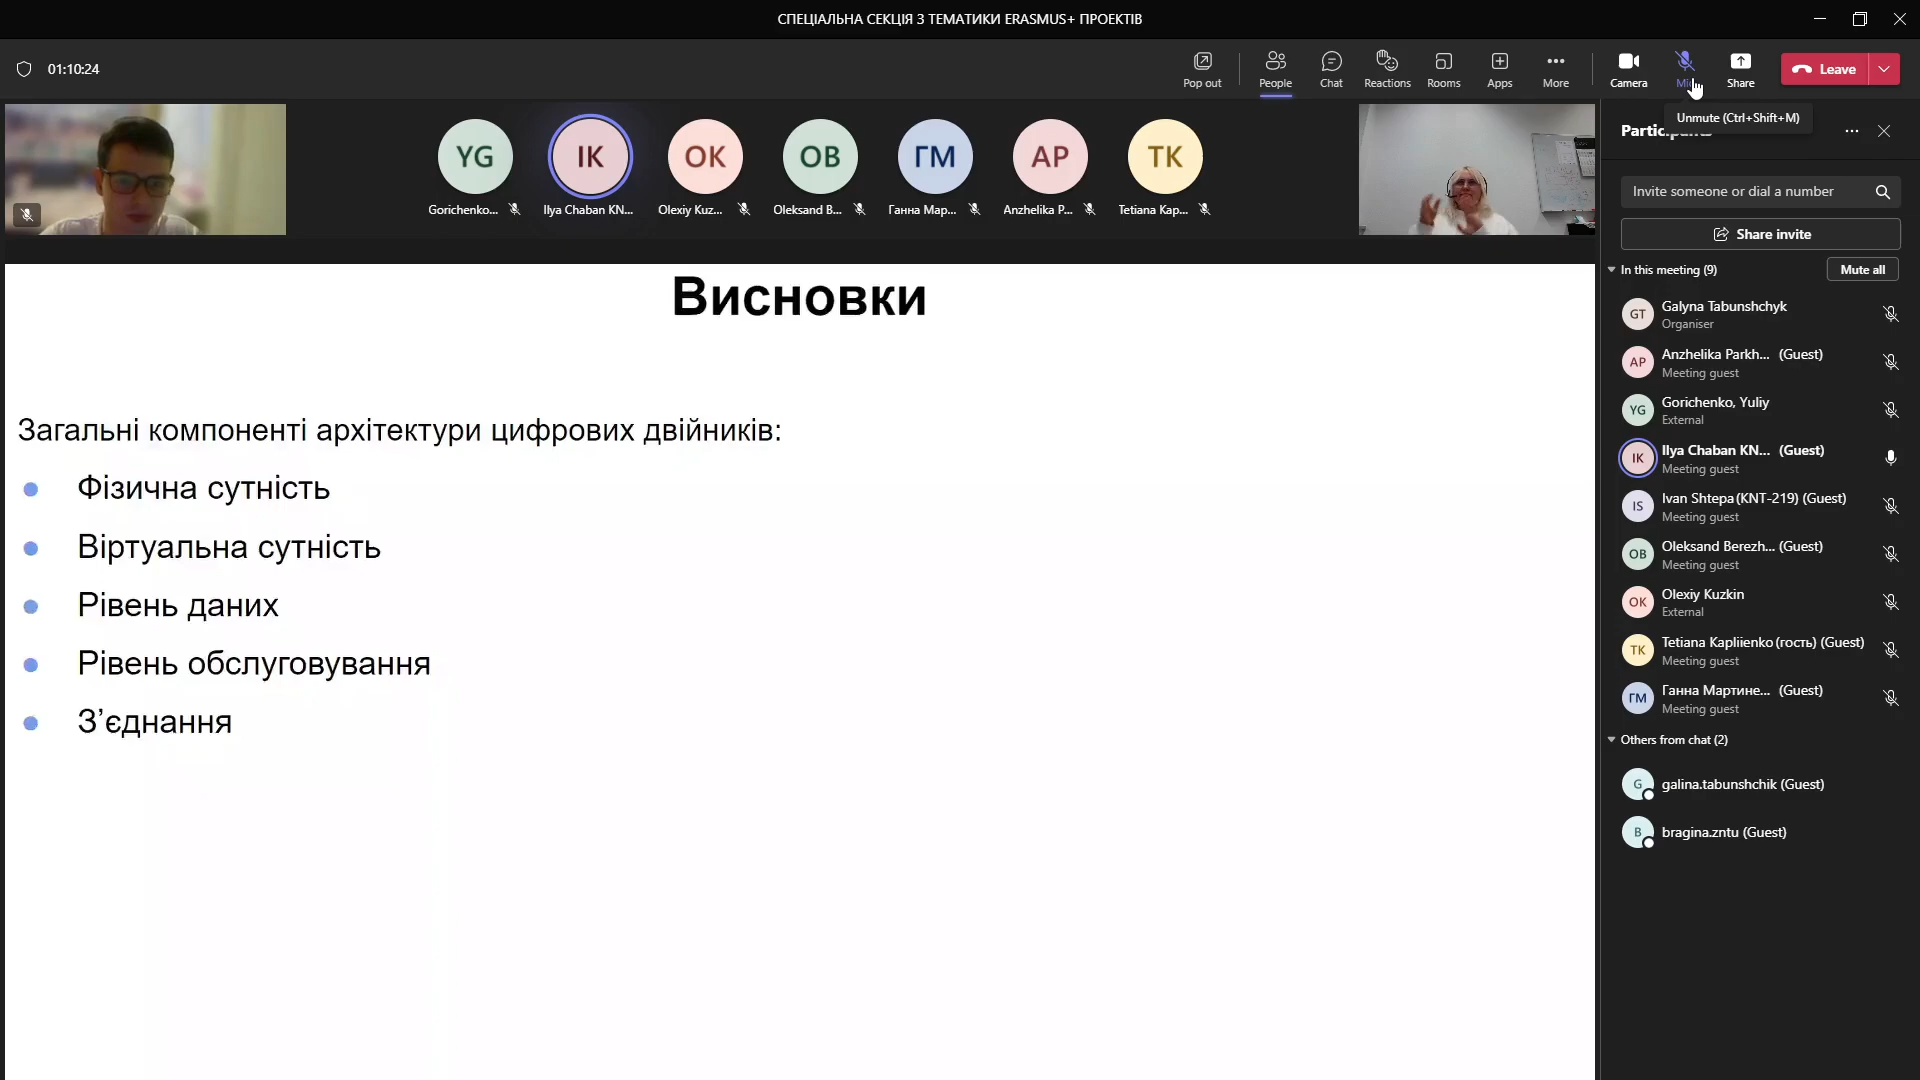 СПЕЦІАЛЬНА СЕКЦІЯ З ТЕМАТИКИ ERASMUS+ ПРОЕКТІВ
01:10:24
Pop out
People
Chat
Reactions
Rooms
Apps
More
Camera
Share
Leave
Unmute (Ctrl+Shift+M)
YG
IK
OK
OB
ГМ
AP
TK
Gorichenko...
Ilya Chaban KN...
Olexiy Kuz...
Oleksand B...
Ганна Мар...
Anzhelika P...
Tetiana Kap...
Висновки
Загальні компоненті архітектури цифрових двійників:
Фізична сутність
Віртуальна сутність
Рівень даних
Рівень обслуговування
З’єднання
Invite someone or dial a number
Share invite
In this meeting (9)
Mute all
GT
Galyna Tabunshchyk
Organiser
AP
Anzhelika Parkh... (Guest)
Meeting guest
YG
Gorichenko, Yuliy
External
IK
Ilya Chaban KN... (Guest)
Meeting guest
IS
Ivan Shtepa (KNT-219) (Guest)
Meeting guest
OB
Oleksand Berezh... (Guest)
Meeting guest
OK
Olexiy Kuzkin
External
TK
Tetiana Kapliienko (гость) (Guest)
Meeting guest
ГМ
Ганна Мартине... (Guest)
Meeting guest
Others from chat (2)
G
galina.tabunshchik (Guest)
B
bragina.zntu (Guest)